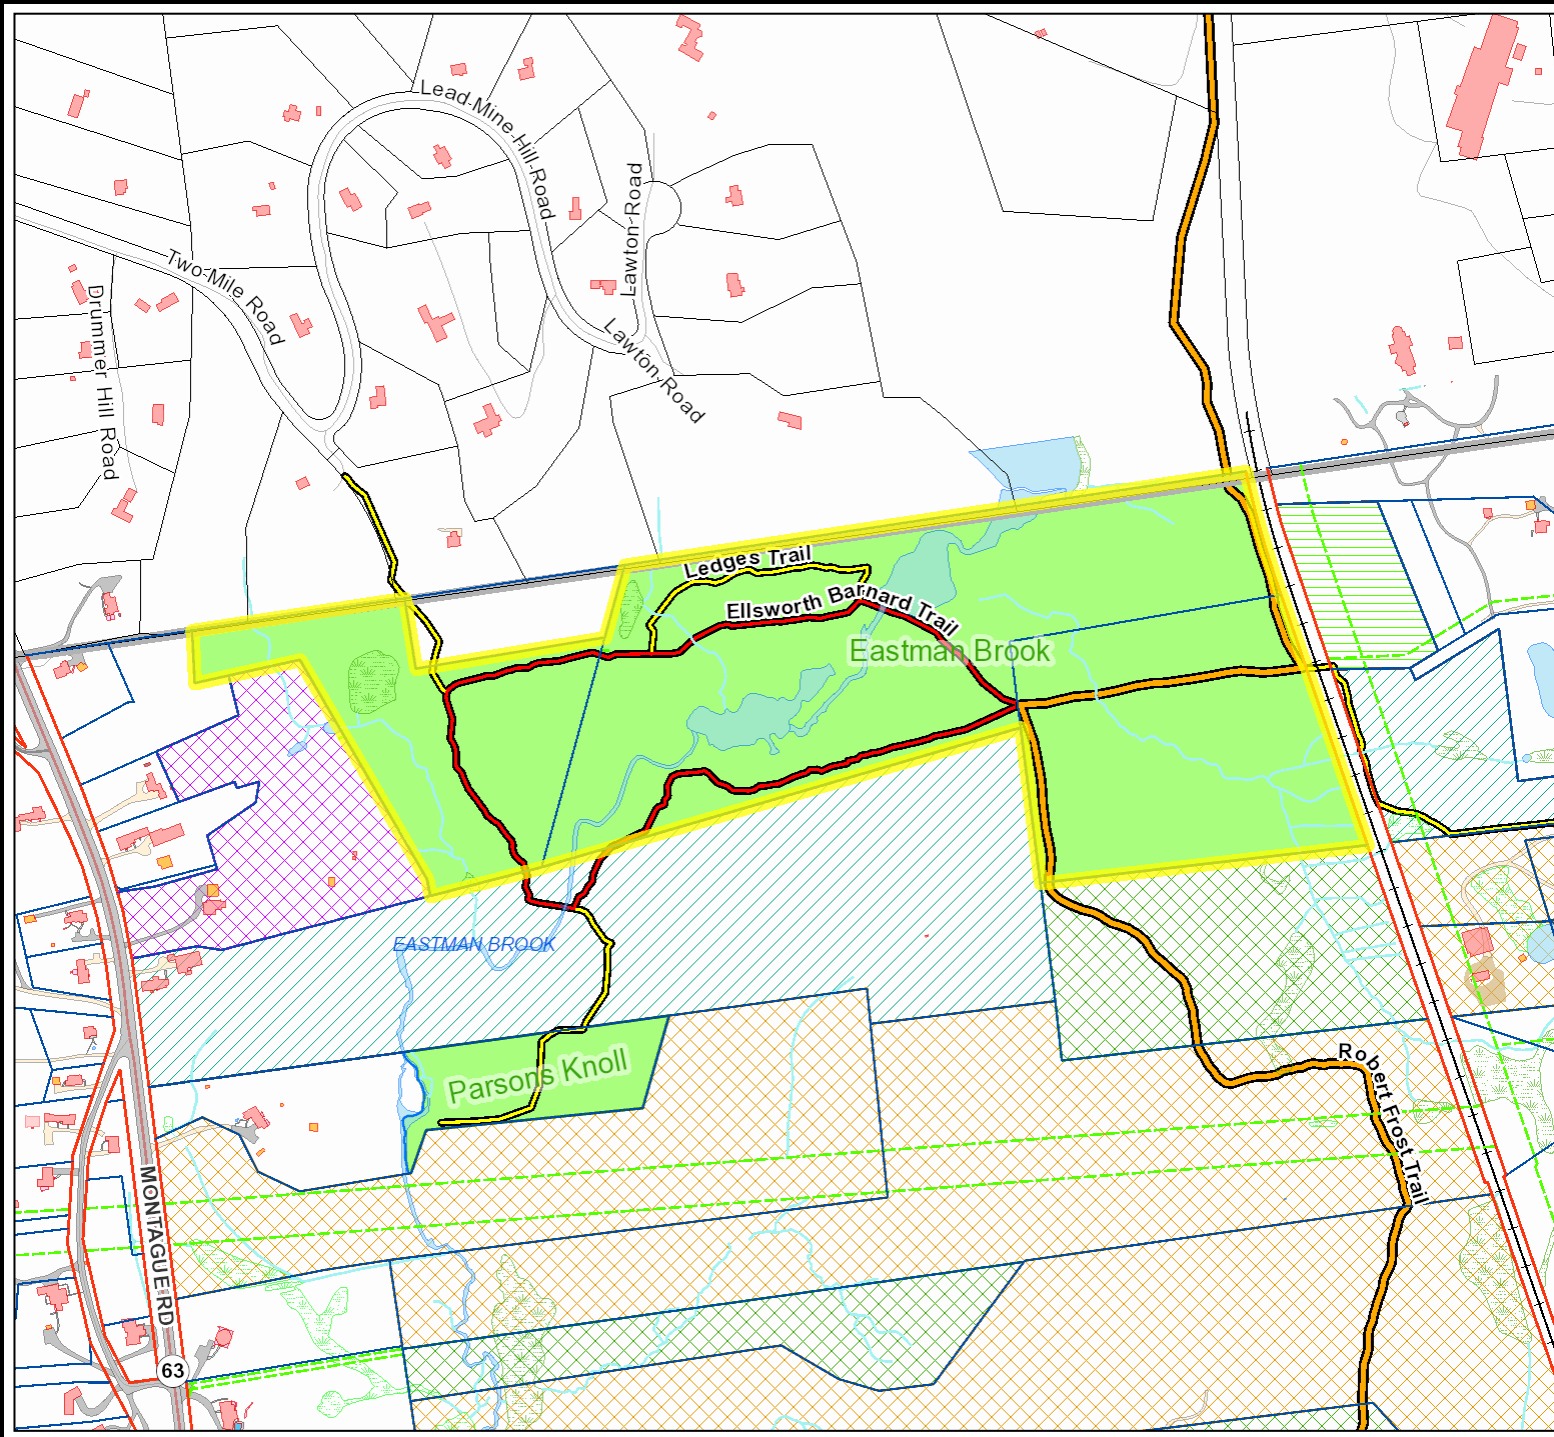 Lead-Mine-Hill-Road
Lawton-Road
Two-Mile Road
Drummer Hill Road
Lawton-Road
Ledges Trail
Ellsworth Barnard Trail
Eastman Brook
EASTMAN BROOK
Parsons Knoll
Robert Frost Trail
MONTAGUE RD
63